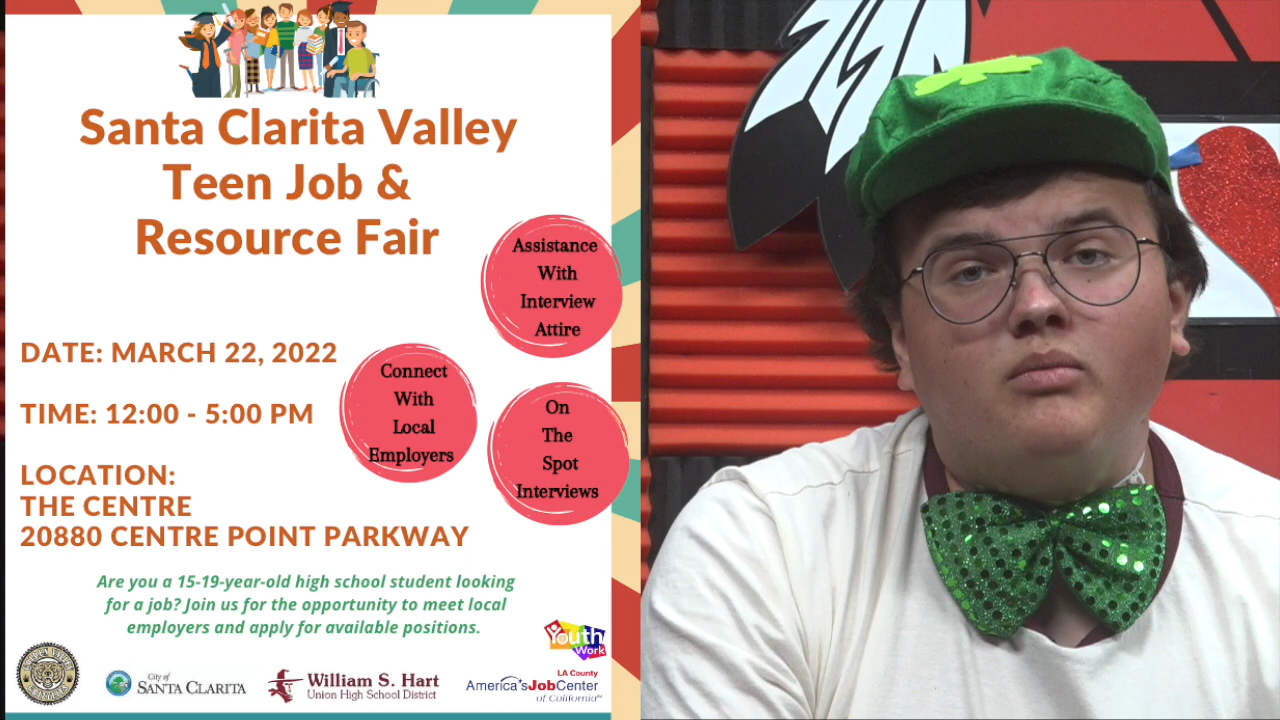 Santa Clarita Valley
Teen Job &
Resource Fair
Assistance
With
Interview
Attire
DATE: MARCH 22, 2022
Connect
With
Local
Employers
TIME: 12:00 - 5:00 PM
On
The
Spot
Interviews
LOCATION:
THE CENTRE
20880 CENTRE POINT PARKWAY
Are you a 15-19-year-old high school student looking
for a job? Join us for the opportunity to meet local
employers and apply for available positions.
Youth
Work
City of
SANTA CLARITA
William S. Hart
Union High School District
LA County
America'sJobCenter
of California